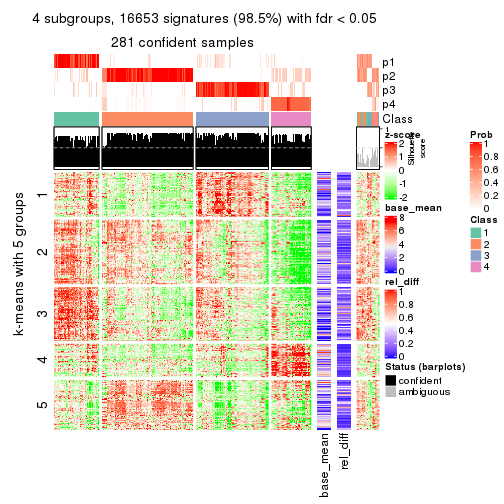 4 subgroups, 16653 signatures (98.5%) with fdr < 0.05
281 confident samples
p1
p2
p3
p4
Class
1
Silhouette
score
k-means with 5 groups
1
2
3
4
5
base_mean
rel_diff
z-score
2
1
0
-1
-2
base_mean
8
6
4
2
0
rel_diff
1
0.8
0.6
0.4
0.2
0
Status (barplots)
confident
ambiguous
Prob
1
0.8
0.6
0.4
0.2
0
Class
1
2
3
4